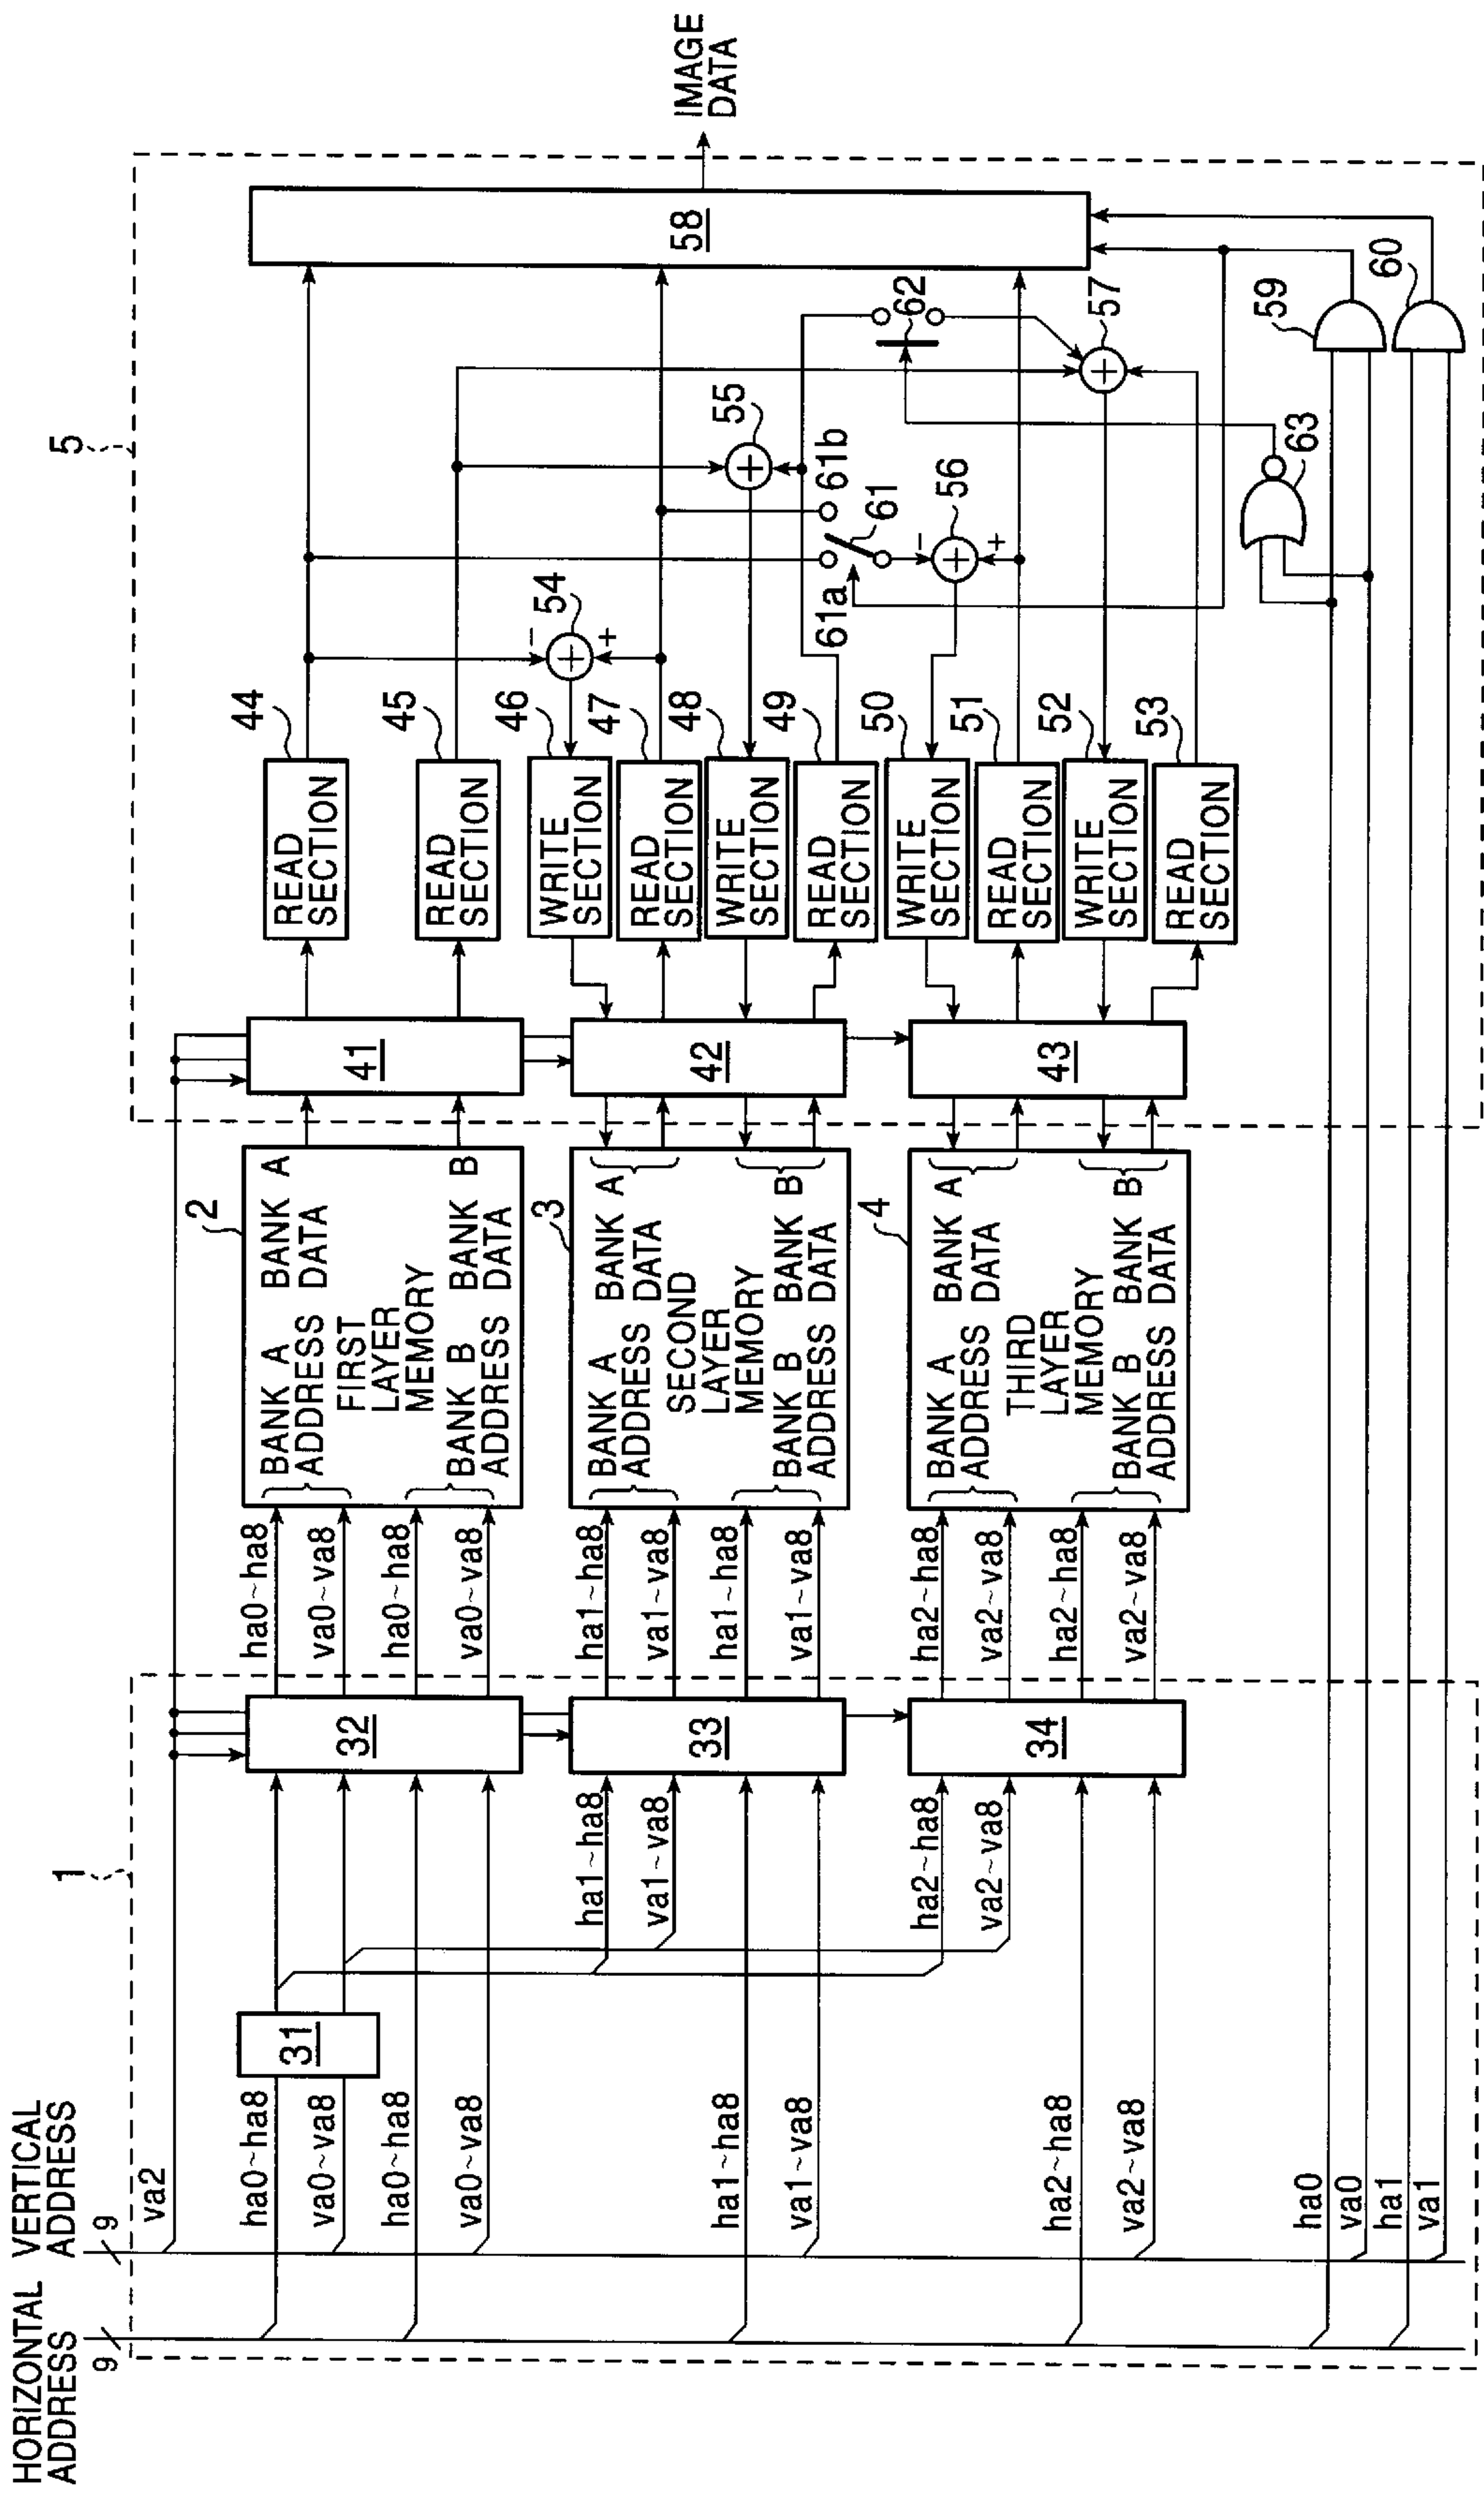 HORIZONTAL
ADDRESS
9
VERTICAL
ADDRESS
9
1
va2
ha0~ha8
va0~va8
ha0~ha8
va0~va8
ha1~ha8
va1~va8
ha2~ha8
va2~va8
ha0
va0
ha1
va1
31
ha1~ha8
va1~va8
ha2~ha8
va2~va8
32
33
34
ha0~ha8
va0~va8
ha0~ha8
va0~va8
ha1~ha8
va1~va8
ha1~ha8
va1~va8
ha2~ha8
va2~va8
ha2~ha8
va2~va8
2
BANK A BANK A
ADDRESS DATA
FIRST
LAYER
MEMORY
BANK B BANK B
ADDRESS DATA
3
BANK A BANK A
ADDRESS DATA
SECOND
LAYER
MEMORY
BANK B BANK B
ADDRESS DATA
4
BANK A BANK A
ADDRESS DATA
THIRD
LAYER
MEMORY
BANK B BANK B
ADDRESS DATA
5
41
42
43
READ
SECTION
44
READ
SECTION
45
WRITE
SECTION
46
READ
SECTION
47
WRITE
SECTION
48
READ
SECTION
49
WRITE
SECTION
50
READ
SECTION
51
WRITE
SECTION
52
READ
SECTION
53
54
- +
+
55
+
61a
61
61b
56
- +
+
57
+
62
63
59
60
58
IMAGE
DATA